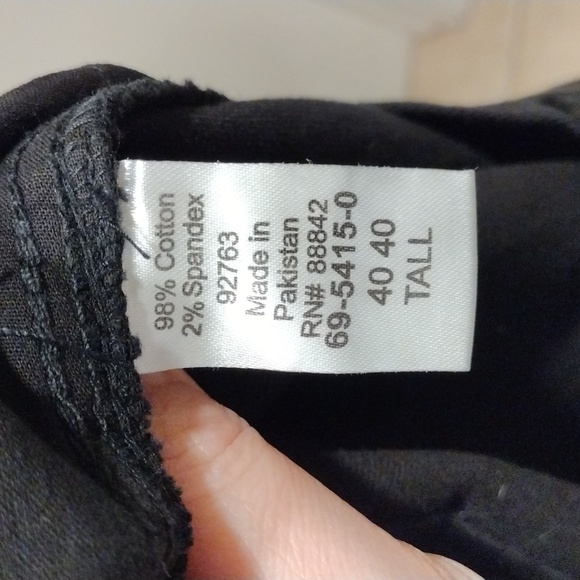 98% Cotton
2% Spandex
92763
Made in
Pakistan
RN# 88842
69-5415-0
40 40
TALL